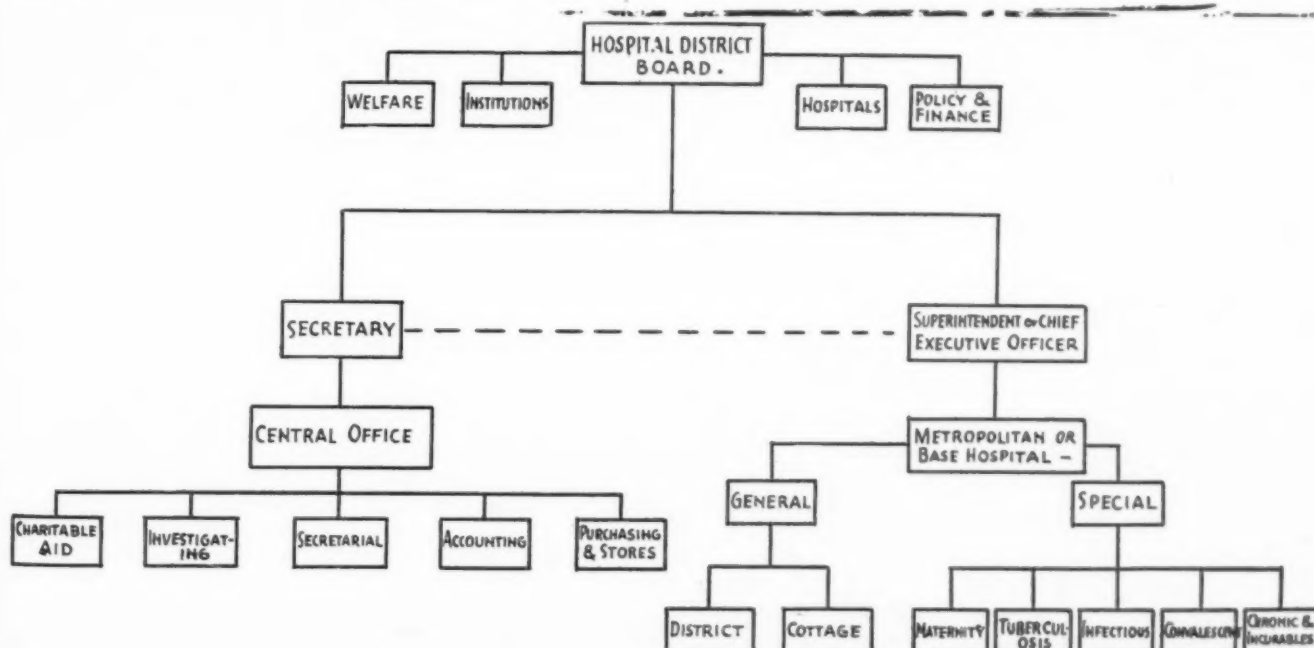 HOSPITAL DISTRICT
BOARD.
WELFARE
INSTITUTIONS
HOSPITALS
POLICY &
FINANCE
SECRETARY
SUPERINTENDENT OR CHIEF
EXECUTIVE OFFICER
CENTRAL OFFICE
METROPOLITAN OR
BASE HOSPITAL —
GENERAL
SPECIAL
CHARITABLE
AID
INVESTIGAT-
ING
SECRETARIAL
ACCOUNTING
PURCHASING
& STORES
DISTRICT
COTTAGE
MATERNITY
TUBERCUL-
OSIS
INFECTIOUS
CONVALESCENT
CHRONIC &
INCURABLES